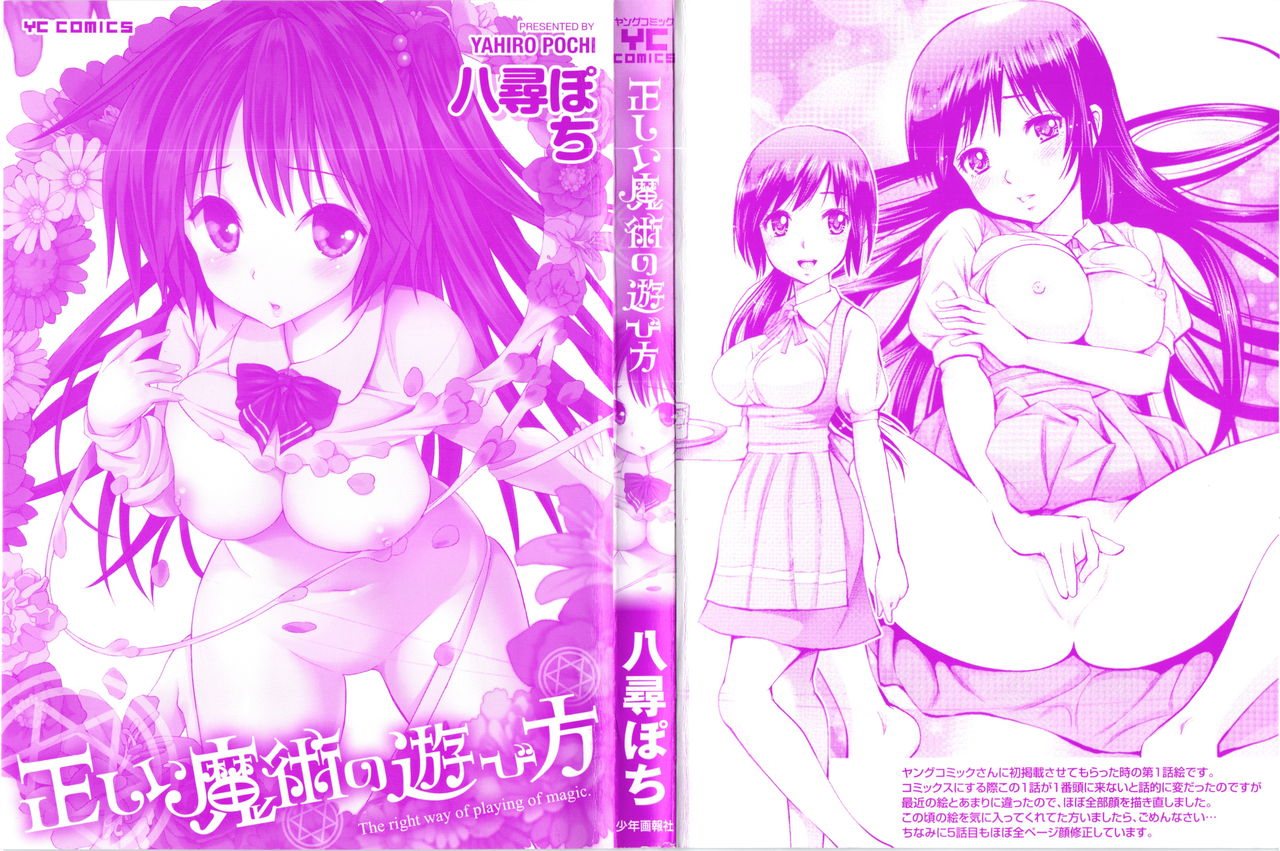 YC COMICS
PRESENTED BY
YAHIRO POCHI
八尋ぽち
正しい魔術の遊び方
The right way of playing of magic.
ヤングコミック
YC
COMICS
正しい魔術の遊び方
八尋ぽち
少年画報社
ヤングコミックさんに初掲載させてもらった時の第1話絵です。
コミックスにする際この1話が1番頭に来ないと話的に変だったのですが
最近の絵とあまりに違ったので、ほぼ全部顔を描き直しました。
この頃の絵を気に入ってくれてた方いましたら、ごめんなさい…
ちなみに5話目もほぼ全ページ顔修正しています。